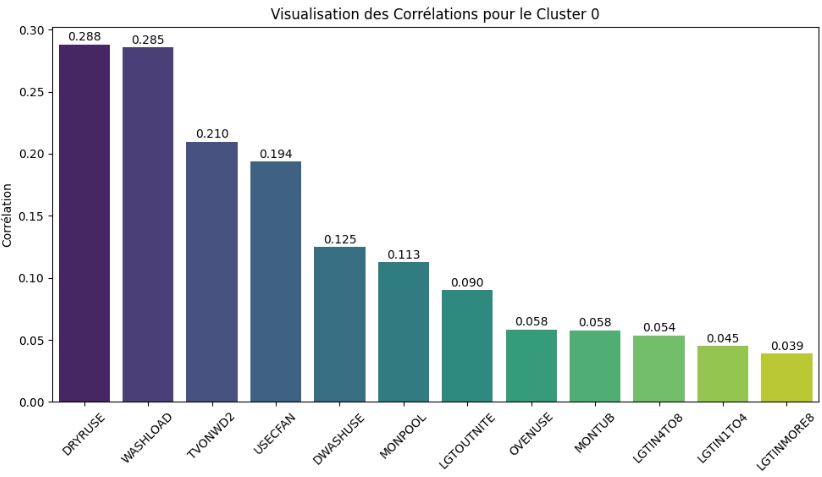 Visualisation des Corrélations pour le Cluster 0
Corrélation
0.30
0.25
0.20
0.15
0.10
0.05
0.00
0.288
0.285
0.210
0.194
0.125
0.113
0.090
0.058
0.058
0.054
0.045
0.039
DRYRUSE
WASHLOAD
TVONWD2
USECFAN
DWASHUSE
MONPOOL
LGTOUTNITE
OVENUSE
MONTUB
LGTIN4TO8
LGTIN1TO4
LGTINMORE8